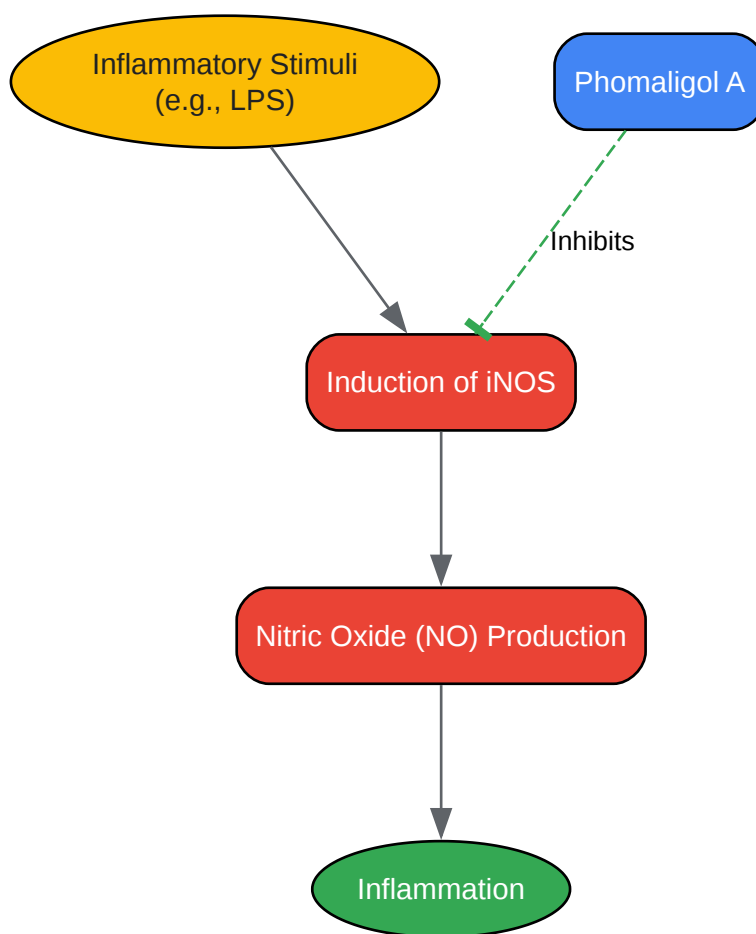 Inflammatory Stimuli
(e.g., LPS)
Phomaligol A
Inhibits
Induction of iNOS
Nitric Oxide (NO) Production
Inflammation